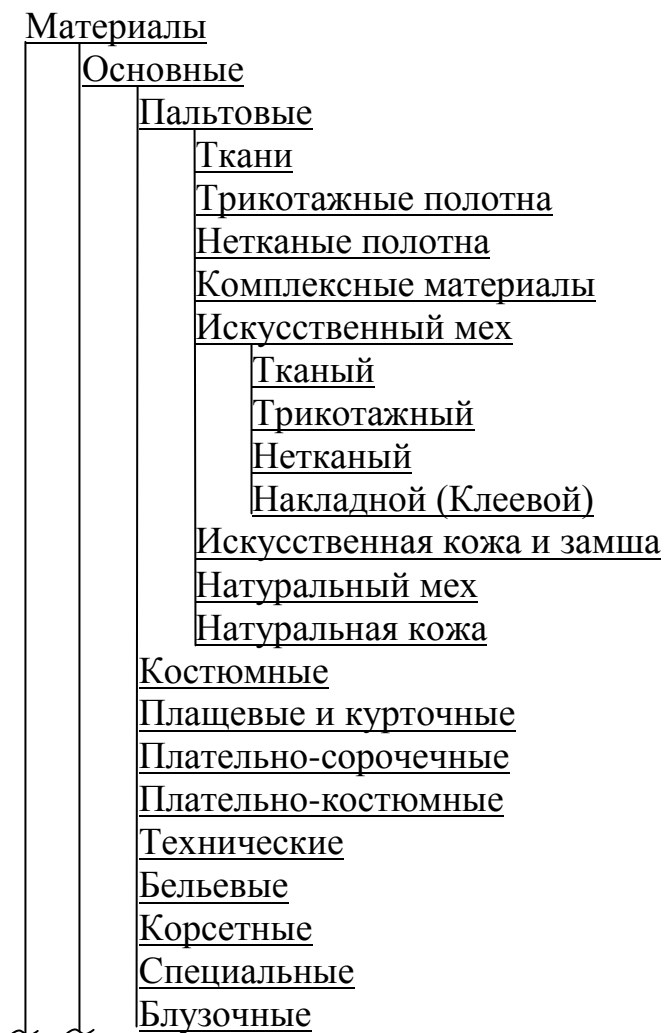 Материалы
Основные
Пальтовые
Ткани
Трикотажные полотна
Нетканые полотна
Комплексные материалы
Искусственный мех
Тканый
Трикотажный
Нетканый
Накладной (Клеевой)
Искусственная кожа и замша
Натуральный мех
Натуральная кожа
Костюмные
Плащевые и курточные
Плательно-сорочечные
Плательно-костюмные
Технические
Бельевые
Корсетные
Специальные
Блузочные